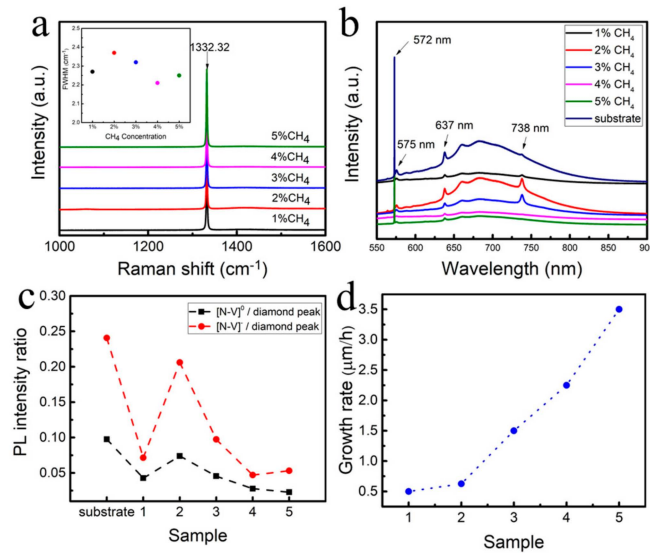 a
1332.32
FWHM (cm-1)
2.5
2.4
2.3
2.2
2.1
2.0
1% 2% 3% 4% 5%
CH4 Concentration
Intensity (a.u.)
5%CH4
4%CH4
3%CH4
2%CH4
1%CH4
1000 1200 1400 1600
Raman shift (cm-1)
b
572 nm
575 nm
637 nm
738 nm
1% CH4
2% CH4
3% CH4
4% CH4
5% CH4
substrate
Intensity (a.u.)
550 600 650 700 750 800 850 90
Wavelength (nm)
c
[N-V]0 / diamond peak
[N-V]- / diamond peak
PL intensity ratio
0.30
0.25
0.20
0.15
0.10
0.05
substrate 1 2 3 4 5
Sample
d
Growth rate (μm/h)
3.5
3.0
2.5
2.0
1.5
1.0
0.5
1 2 3 4 5
Sample